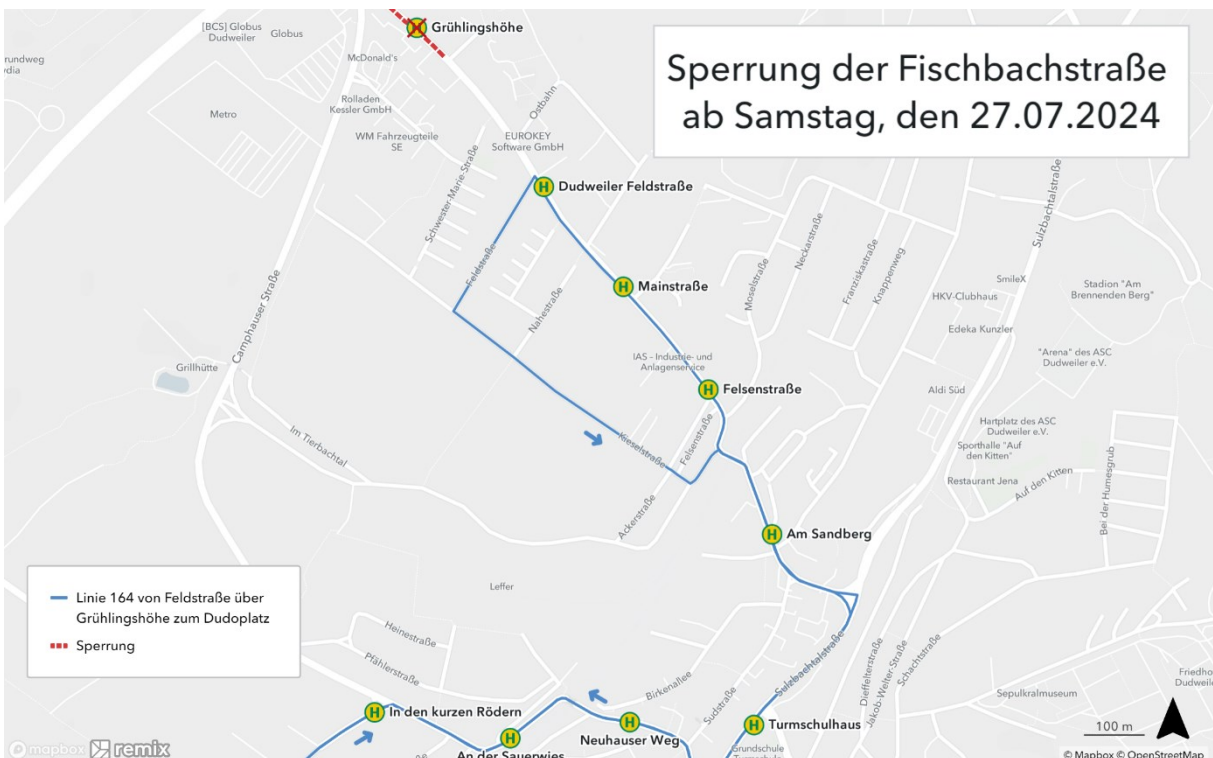 Sperrung der Fischbachstraße
ab Samstag, den 27.07.2024
[BCS] Globus
Dudweiler
Globus
Grühlingshöhe
McDonald's
rundweg
ydia
Rolladen
Kessler GmbH
Metro
WM Fahrzeugteile
SE
Ostbahn
EUROKEY
Software GmbH
Schwester-Marie-Straße
H Dudweiler Feldstraße
Feldstraße
Sulzbachtalstraße
Neckarstraße
Moselstraße
Franziskastraße
Knappenweg
H Mainstraße
Nahestraße
SmileX
HKV-Clubhaus
Stadion "Am
Brennenden Berg"
Edeka Kunzler
Camphauser Straße
Grillhütte
IAS - Industrie- und
Anlagenservice
"Arena" des ASC
Dudweiler e.V.
H Felsenstraße
Aldi Süd
Felsenstraße
Kieselstraße
Im Tierbachtal
Hartplatz des ASC
Dudweiler e.V.
Sporthalle "Auf
den Kitten"
Restaurant Jena
Auf den Kitten
Bei der Humesgrub
Ackerstraße
H Am Sandberg
Leffer
Linie 164 von Feldstraße über
Grühlingshöhe zum Dudoplatz
Sperrung
Heinestraße
Pfählerstraße
Birkenallee
Sudstraße
Sulzbachtalstraße
Dieffelterstraße
Jakob-Welter-Straße
Schachtstraße
Sepulkralmuseum
Friedho
Dudweile
H In den kurzen Rödern
H An der Sauerwies
H Neuhauser Weg
H Turmschulhaus
Grundschule
Turmschule
100 m
mapbox remix
© Mapbox © OpenStreetMap